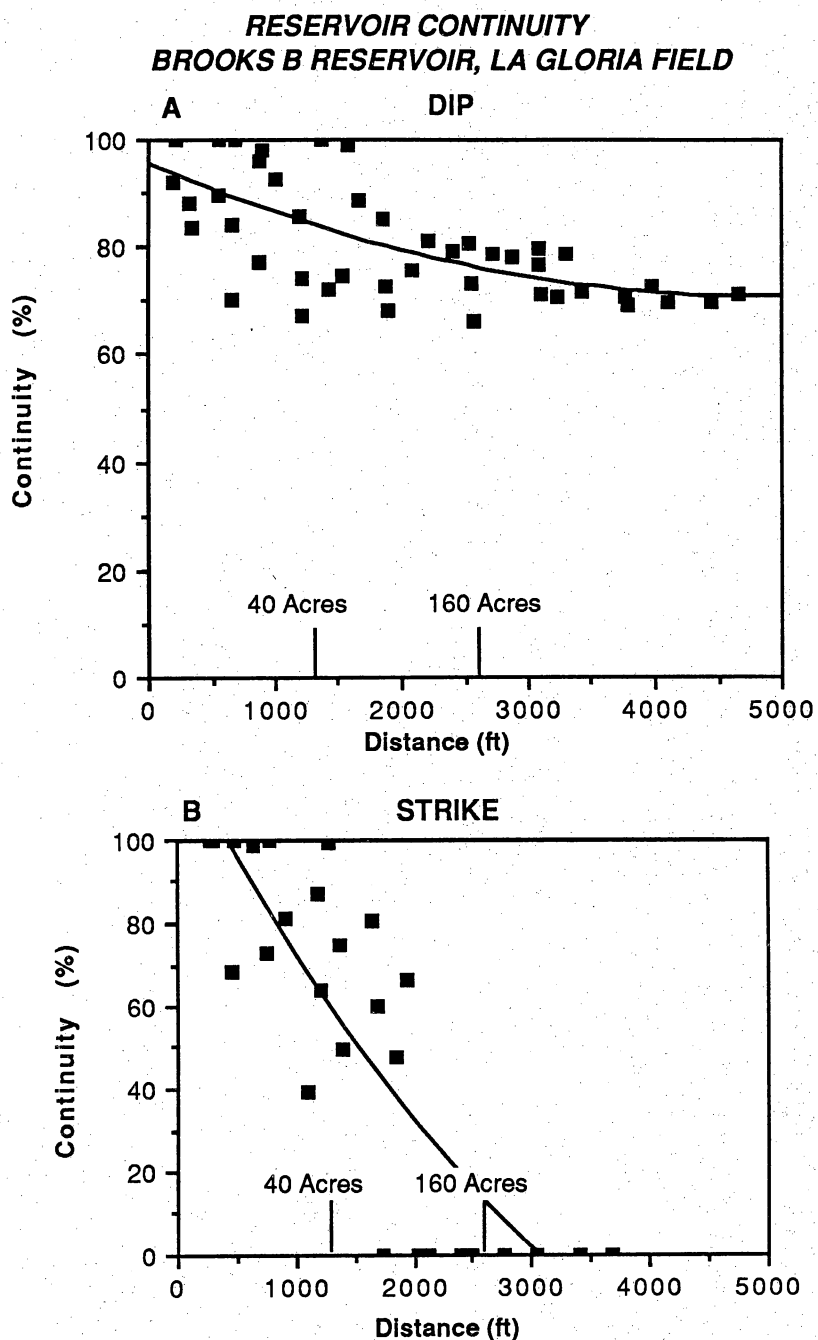 RESERVOIR CONTINUITY
BROOKS B RESERVOIR, LA GLORIA FIELD
A DIP
100
80
60
40
20
0
Continuity (%)
40 Acres 160 Acres
0 1000 2000 3000 4000 5000
Distance (ft)
B STRIKE
100
80
60
40
20
0
Continuity (%)
40 Acres 160 Acres
0 1000 2000 3000 4000 5000
Distance (ft)